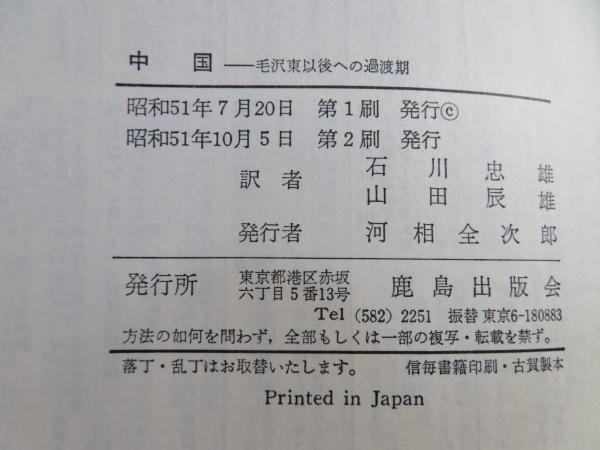 中国――毛沢東以後への過渡期
昭和51年7月20日 第1刷 発行ⓒ
昭和51年10月5日 第2刷 発行
訳者 石川忠雄
山田辰雄
発行者 河相全次郎
発行所 東京都港区赤坂六丁目5番13号 鹿島出版会
Tel (582) 2251 振替 東京6-180883
方法の如何を問わず，全部もしくは一部の複写・転載を禁ず。
落丁・乱丁はお取替いたします。 信毎書籍印刷・古賀製本
Printed in Japan